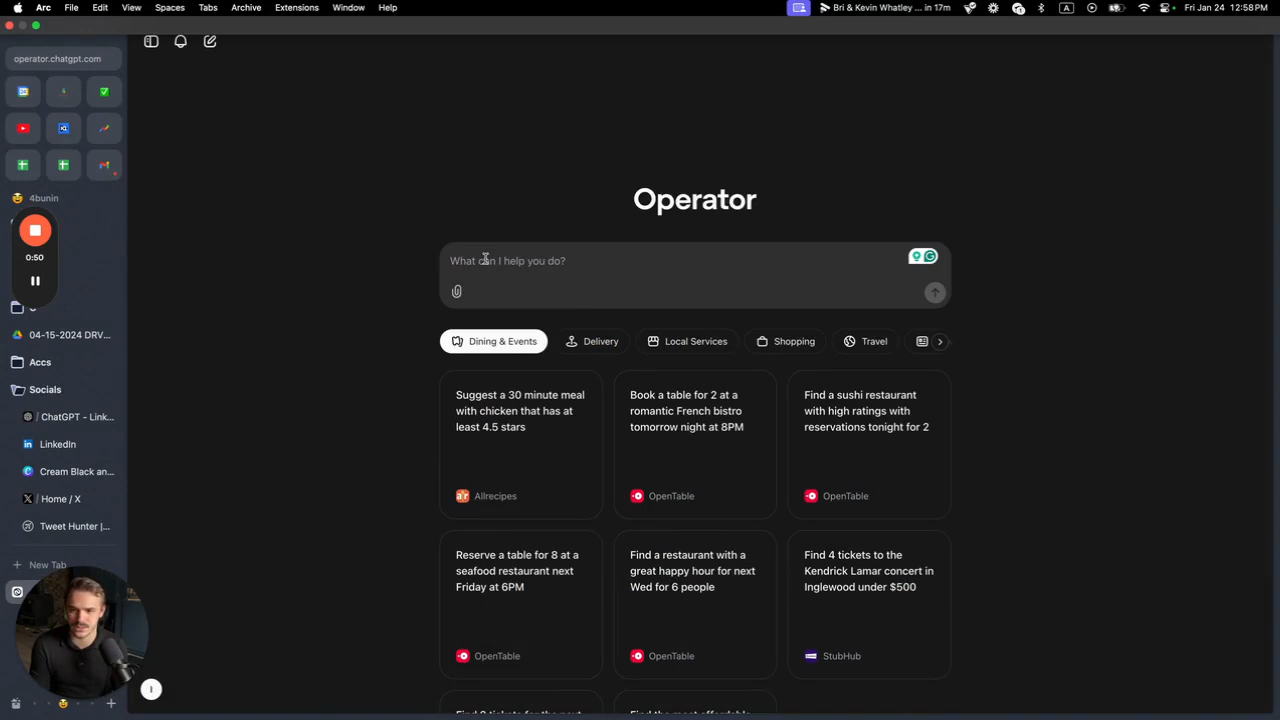 Arc File Edit View Spaces Tabs Archive Extensions Window Help
Bri & Kevin Whatley ... in 17m
A
Fri Jan 24 12:58 PM
operator.chatgpt.com
4bunin
0:50
04-15-2024 DRV...
Accs
Socials
/ ChatGPT - Link...
LinkedIn
Cream Black an...
/ Home / X
Tweet Hunter |...
New Tab
Operator
What can I help you do?
Dining & Events
Delivery
Local Services
Shopping
Travel
Suggest a 30 minute meal
with chicken that has at
least 4.5 stars
Allrecipes
Book a table for 2 at a
romantic French bistro
tomorrow night at 8PM
OpenTable
Find a sushi restaurant
with high ratings with
reservations tonight for 2
OpenTable
Reserve a table for 8 at a
seafood restaurant next
Friday at 6PM
OpenTable
Find a restaurant with a
great happy hour for next
Wed for 6 people
OpenTable
Find 4 tickets to the
Kendrick Lamar concert in
Inglewood under $500
StubHub